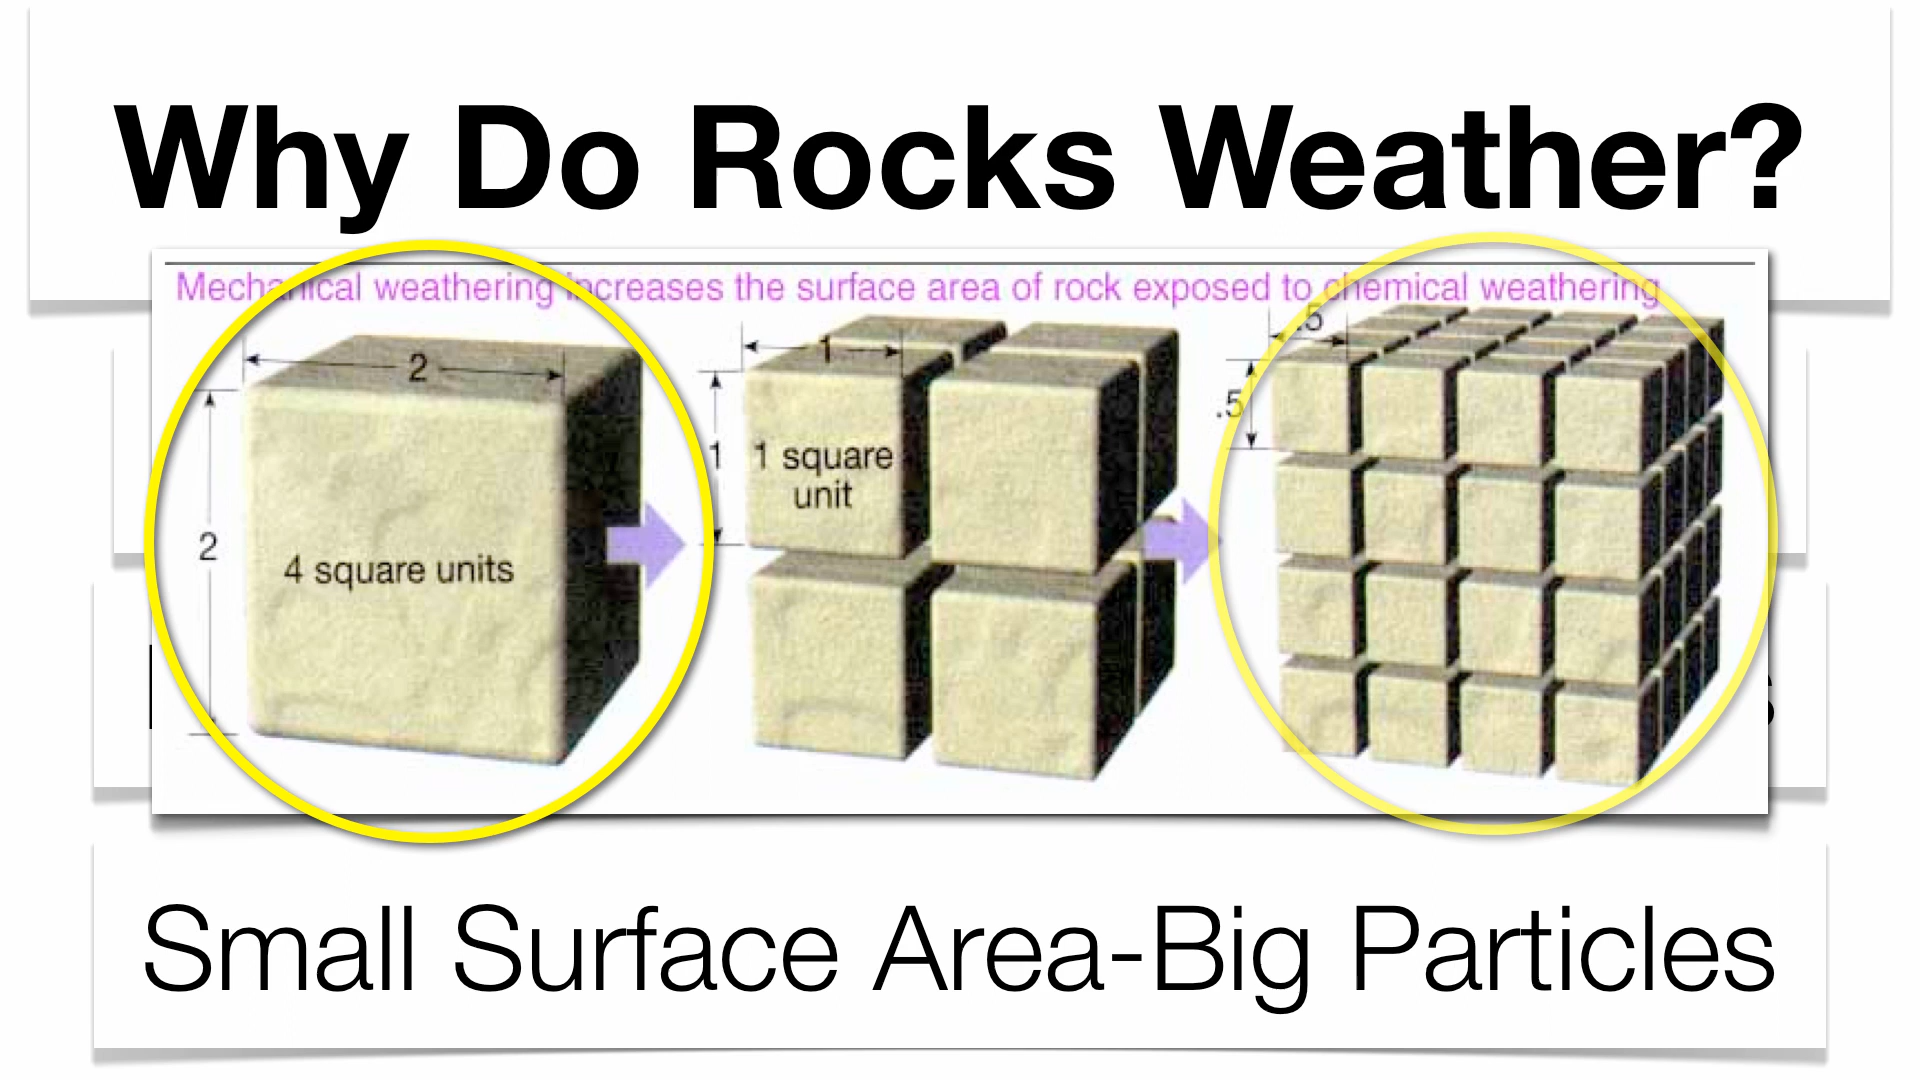 Why Do Rocks Weather?
Mechanical weathering increases the surface area of rock exposed to chemical weathering
2
2
4 square units
1
1
1 square
unit
.5
.5
Small Surface Area-Big Particles